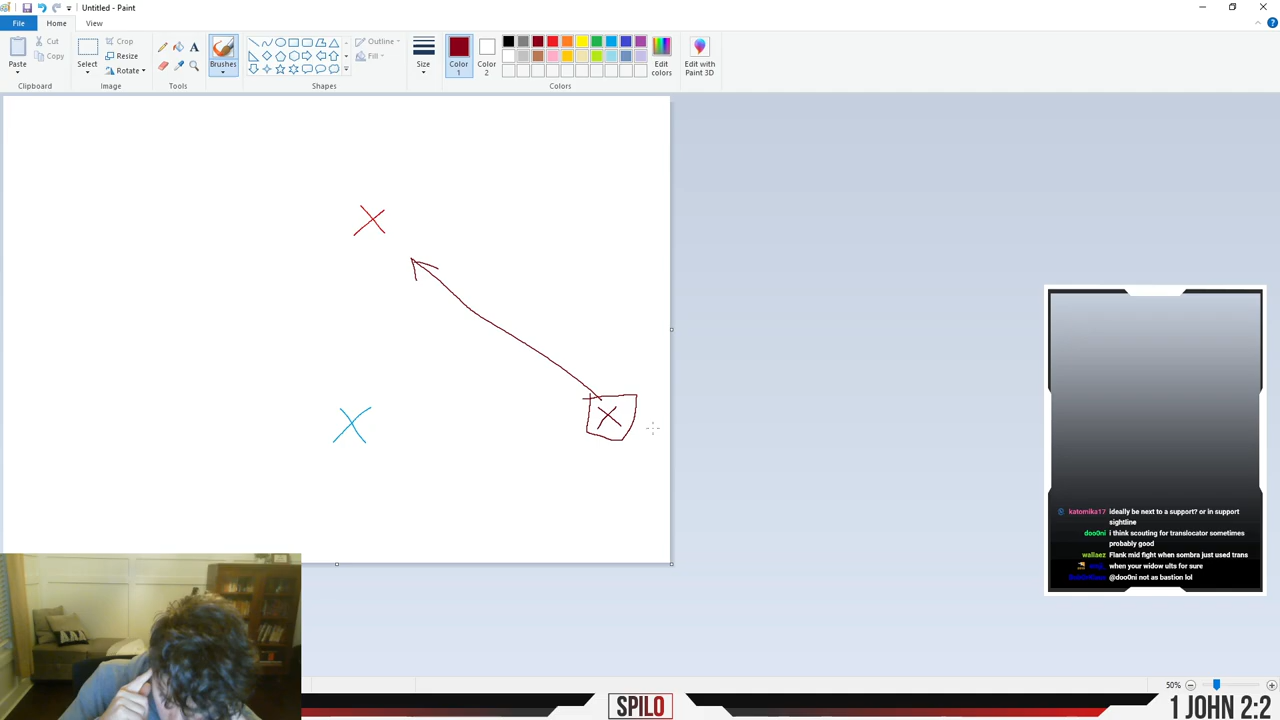 Untitled - Paint
File
Home
View
Paste
Cut
Copy
Clipboard
Select
Crop
Resize
Rotate
Image
A
Tools
Brushes
Shapes
Outline
Fill
Size
Color 1
Color 2
Edit colors
Colors
Edit with Paint 3D
katomika17 ideally be next to a support? or in support
sightline
doo0ni i think scouting for translocator sometimes
probably good
wallaez Flank mid fight when sombra just used trans
when your widow ults for sure
@doo0ni not as bastion lol
50%
SPILO
1 JOHN 2:2